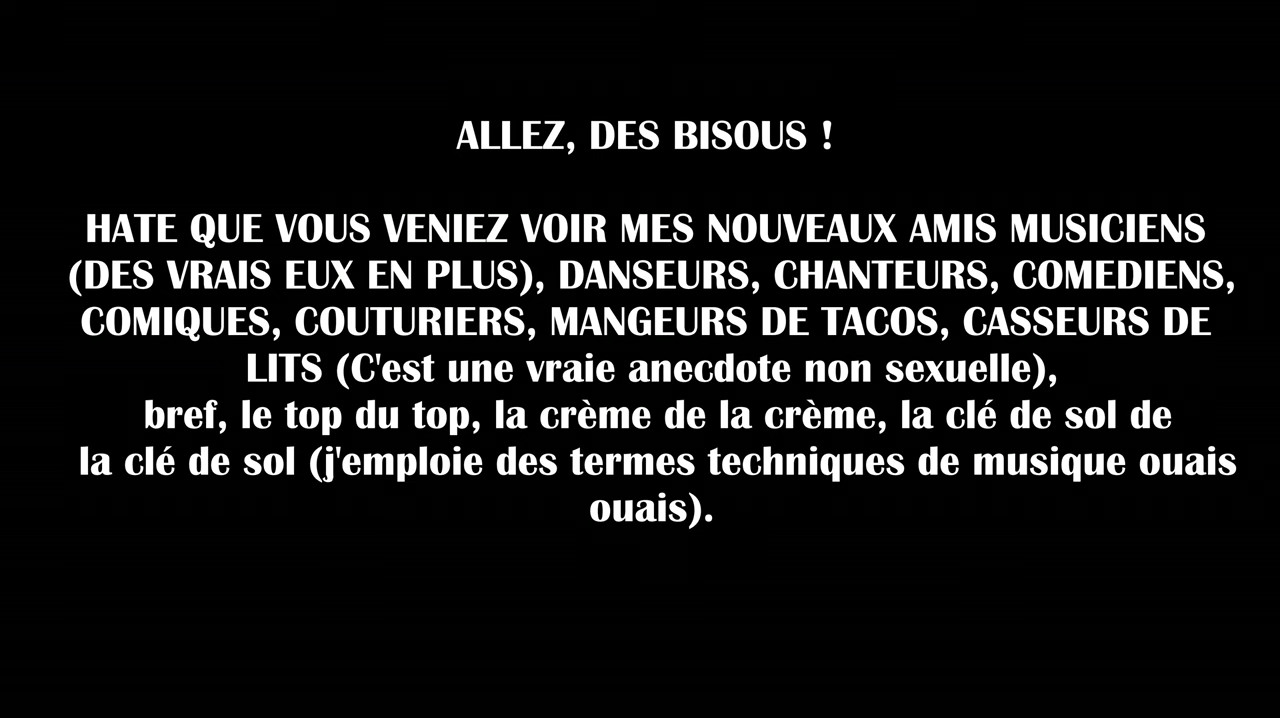 ALLEZ, DES BISOUS !
HATE QUE VOUS VENIEZ VOIR MES NOUVEAUX AMIS MUSICIENS
(DES VRAIS EUX EN PLUS), DANSEURS, CHANTEURS, COMEDIENS,
COMIQUES, COUTURIERS, MANGEURS DE TACOS, CASSEURS DE
LITS (C'est une vraie anecdote non sexuelle),
bref, le top du top, la crème de la crème, la clé de sol de
la clé de sol (j'emploie des termes techniques de musique ouais
ouais).